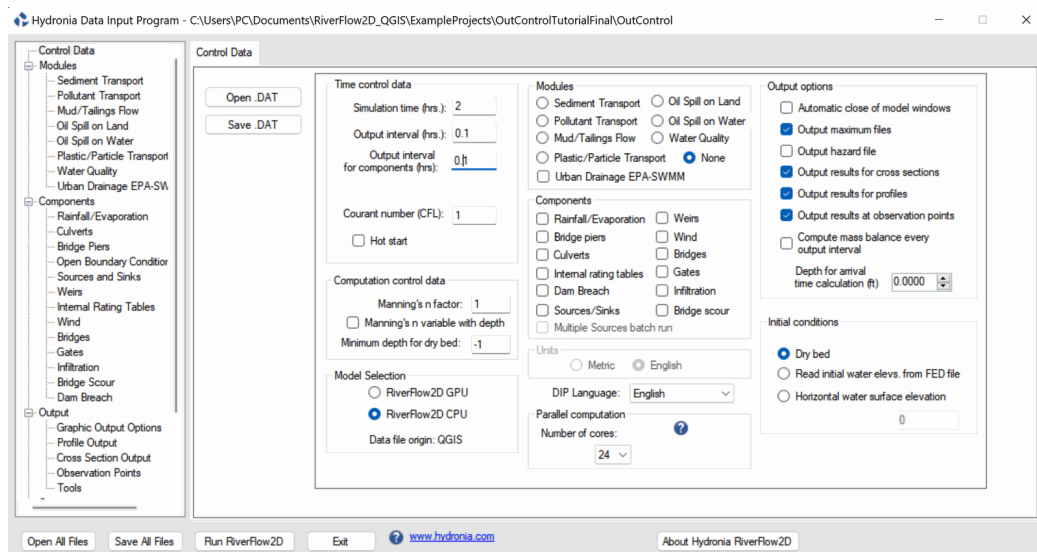 Hydronia Data Input Program - C:\Users\PC\Documents\RiverFlow2D_QGIS\ExampleProjects\OutControlTutorialFinal\OutControl
Control Data
Modules
Sediment Transport
Pollutant Transport
Mud/Tailings Flow
Oil Spill on Land
Oil Spill on Water
Plastic/Particle Transport
Water Quality
Urban Drainage EPA-SW
Components
Rainfall/Evaporation
Culverts
Bridge Piers
Open Boundary Condition
Sources and Sinks
Weirs
Internal Rating Tables
Wind
Bridges
Gates
Infiltration
Bridge Scour
Dam Breach
Output
Graphic Output Options
Profile Output
Cross Section Output
Observation Points
Tools
Control Data
Open .DAT
Save .DAT
Time control data
Simulation time (hrs.): 2
Output interval (hrs.): 0.1
Output interval
for components (hrs): 0.1
Courant number (CFL): 1
Hot start
Computation control data
Manning's n factor: 1
Manning's n variable with depth
Minimum depth for dry bed: -1
Model Selection
RiverFlow2D GPU
RiverFlow2D CPU
Data file origin: QGIS
Modules
Sediment Transport Oil Spill on Land
Pollutant Transport Oil Spill on Water
Mud/Tailings Flow Water Quality
Plastic/Particle Transport None
Urban Drainage EPA-SWMM
Components
Rainfall/Evaporation Weirs
Bridge piers Wind
Culverts Bridges
Internal rating tables Gates
Dam Breach Infiltration
Sources/Sinks Bridge scour
Multiple Sources batch run
Units
Metric English
DIP Language: English
Parallel computation
Number of cores: ?
24
Output options
Automatic close of model windows
Output maximum files
Output hazard file
Output results for cross sections
Output results for profiles
Output results at observation points
Compute mass balance every
output interval
Depth for arrival
time calculation (ft) 0.0000
Initial conditions
Dry bed
Read initial water elevs. from FED file
Horizontal water surface elevation
0
Open All Files Save All Files Run RiverFlow2D Exit ? www.hydronia.com About Hydronia RiverFlow2D